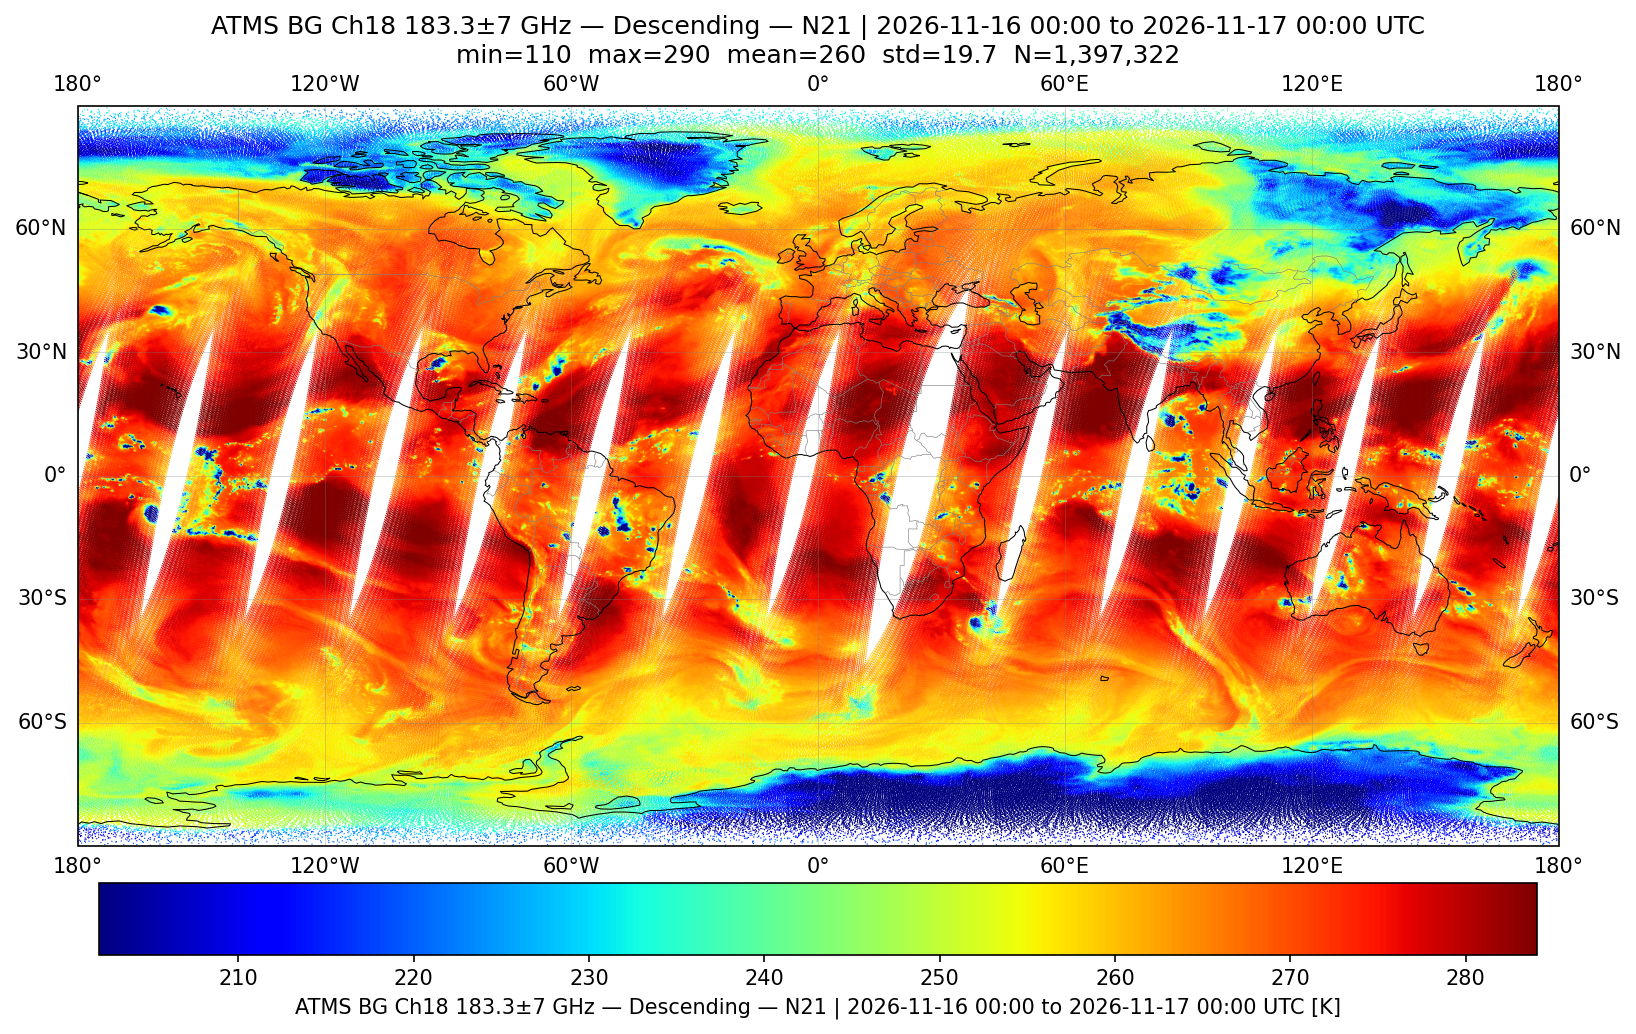 ATMS BG Ch18 183.3±7 GHz — Descending — N21 | 2026-11-16 00:00 to 2026-11-17 00:00 UTC
min=110 max=290 mean=260 std=19.7 N=1,397,322
180° 120°W 60°W 0° 60°E 120°E 180°
60°N 60°N
30°N 30°N
0° 0°
30°S 30°S
60°S 60°S
180° 120°W 60°W 0° 60°E 120°E 180°
210 220 230 240 250 260 270 280
ATMS BG Ch18 183.3±7 GHz — Descending — N21 | 2026-11-16 00:00 to 2026-11-17 00:00 UTC [K]